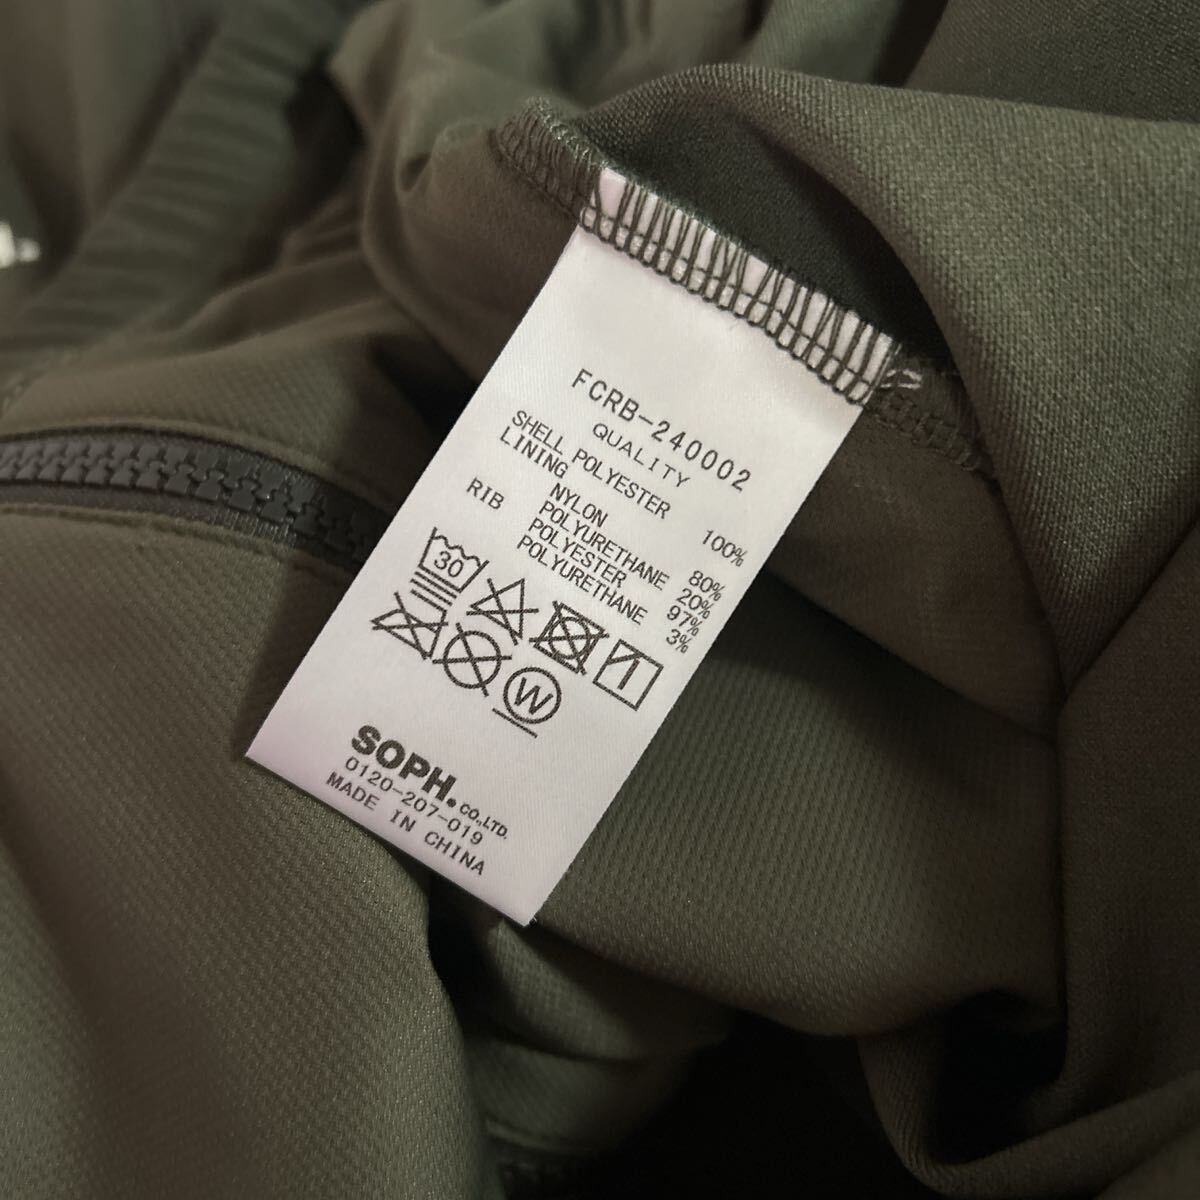 FCRB-240002
QUALITY
SHELL POLYESTER 100%
LINING NYLON 80%
POLYURETHANE 20%
RIB POLYESTER 97%
POLYURETHANE 3%
30
W
SOPH.CO.,LTD.
0120-207-019
MADE IN CHINA